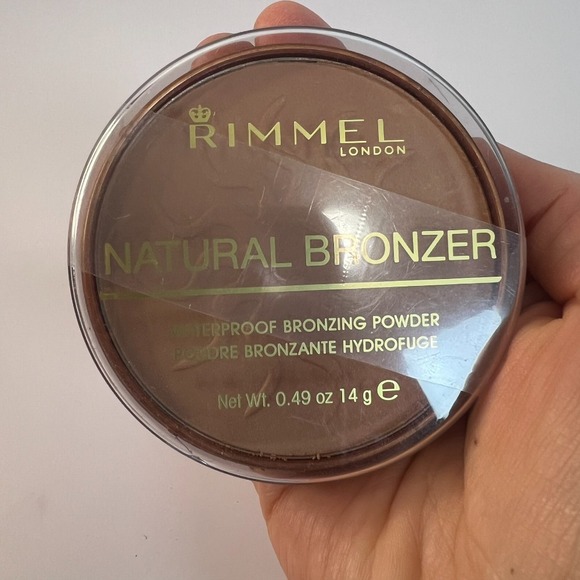 RIMMEL
LONDON
NATURAL BRONZER
WATERPROOF BRONZING POWDER
POUDRE BRONZANTE HYDROFUGE
Net Wt. 0.49 oz 14 g ℮